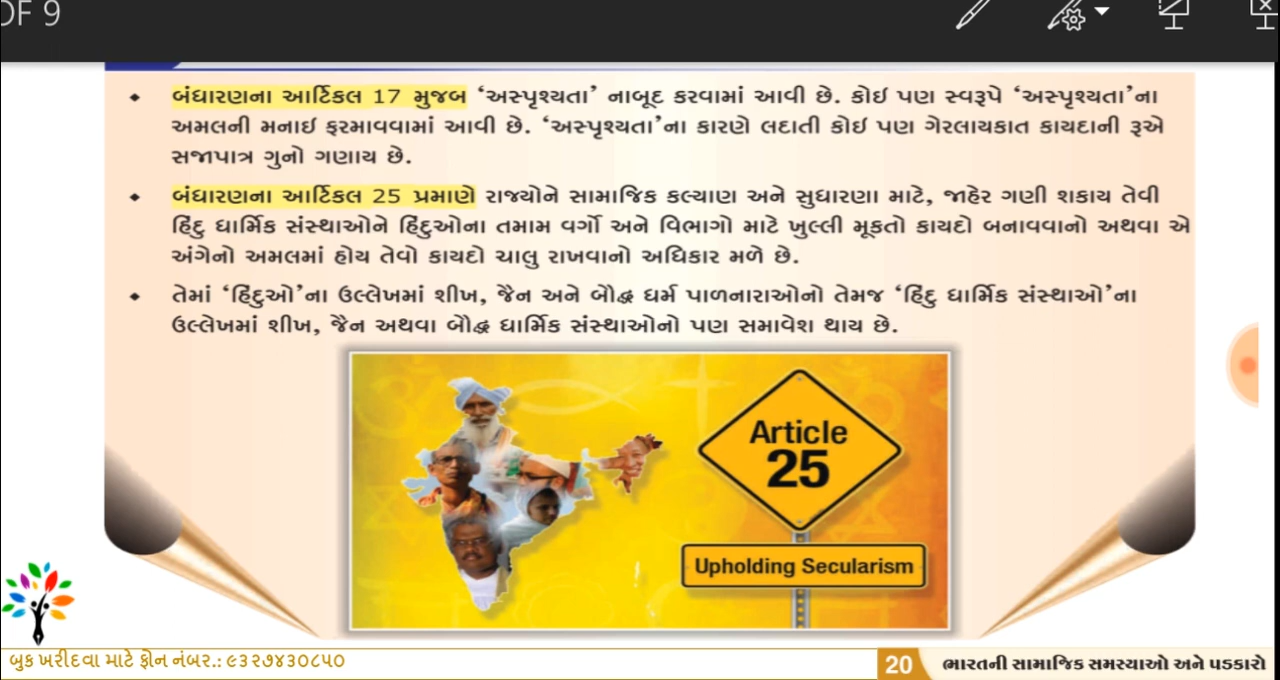 OF 9
બંધારણના આર્ટિકલ 17 મુજબ ‘અસ્પૃશ્યતા’ નાબૂદ કરવામાં આવી છે. કોઈ પણ સ્વરૂપે ‘અસ્પૃશ્યતા’ના
અમલની મનાઈ ફરમાવવામાં આવી છે. ‘અસ્પૃશ્યતા’ના કારણે લદાતી કોઈ પણ ગેરલાયકાત કાયદાની રૂએ
સજાપાત્ર ગુનો ગણાય છે.
બંધારણના આર્ટિકલ 25 પ્રમાણે રાજ્યોને સામાજિક કલ્યાણ અને સુધારણા માટે, જાહેર ગણી શકાય તેવી
હિંદુ ધાર્મિક સંસ્થાઓને હિંદુઓના તમામ વર્ગો અને વિભાગો માટે ખુલ્લી મૂકતો કાયદો બનાવવાનો અથવા એ
અંગેનો અમલમાં હોય તેવો કાયદો ચાલુ રાખવાનો અધિકાર મળે છે.
તેમાં ‘હિંદુઓ’ના ઉલ્લેખમાં શીખ, જૈન અને બૌદ્ધ ધર્મ પાળનારાઓનો તેમજ ‘હિંદુ ધાર્મિક સંસ્થાઓ’ના
ઉલ્લેખમાં શીખ, જૈન અથવા બૌદ્ધ ધાર્મિક સંસ્થાઓનો પણ સમાવેશ થાય છે.
Article
25
Upholding Secularism
બુક ખરીદવા માટે ફોન નંબર.: ૯૩૨૭૪૩૦૮૫૦
20 ભારતની સામાજિક સમસ્યાઓ અને પડકારો